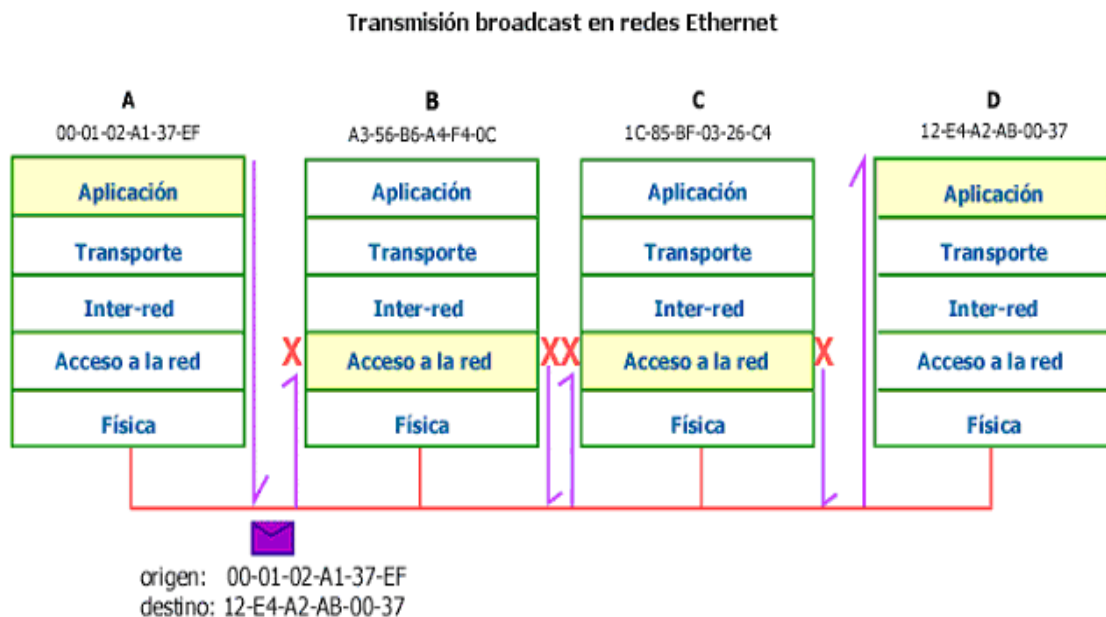 Transmisión broadcast en redes Ethernet
A B C D
00-01-02-A1-37-EF A3-56-B6-A4-F4-0C 1C-85-BF-03-26-C4 12-E4-A2-AB-00-37
Aplicación Aplicación Aplicación Aplicación
Transporte Transporte Transporte Transporte
Inter-red Inter-red Inter-red Inter-red
Acceso a la red X Acceso a la red XX Acceso a la red X Acceso a la red
Física Física Física Física
origen: 00-01-02-A1-37-EF
destino: 12-E4-A2-AB-00-37